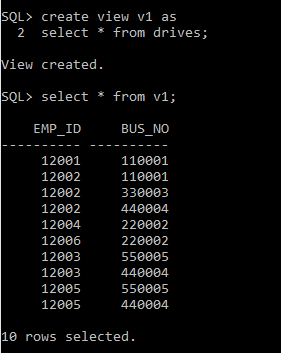 SQL> create view v1 as
  2  select * from drives;
View created.
SQL> select * from v1;
    EMP_ID     BUS_NO
---------- ----------
     12001     110001
     12002     110001
     12002     330003
     12002     440004
     12004     220002
     12006     220002
     12003     550005
     12003     440004
     12005     550005
     12005     440004
10 rows selected.